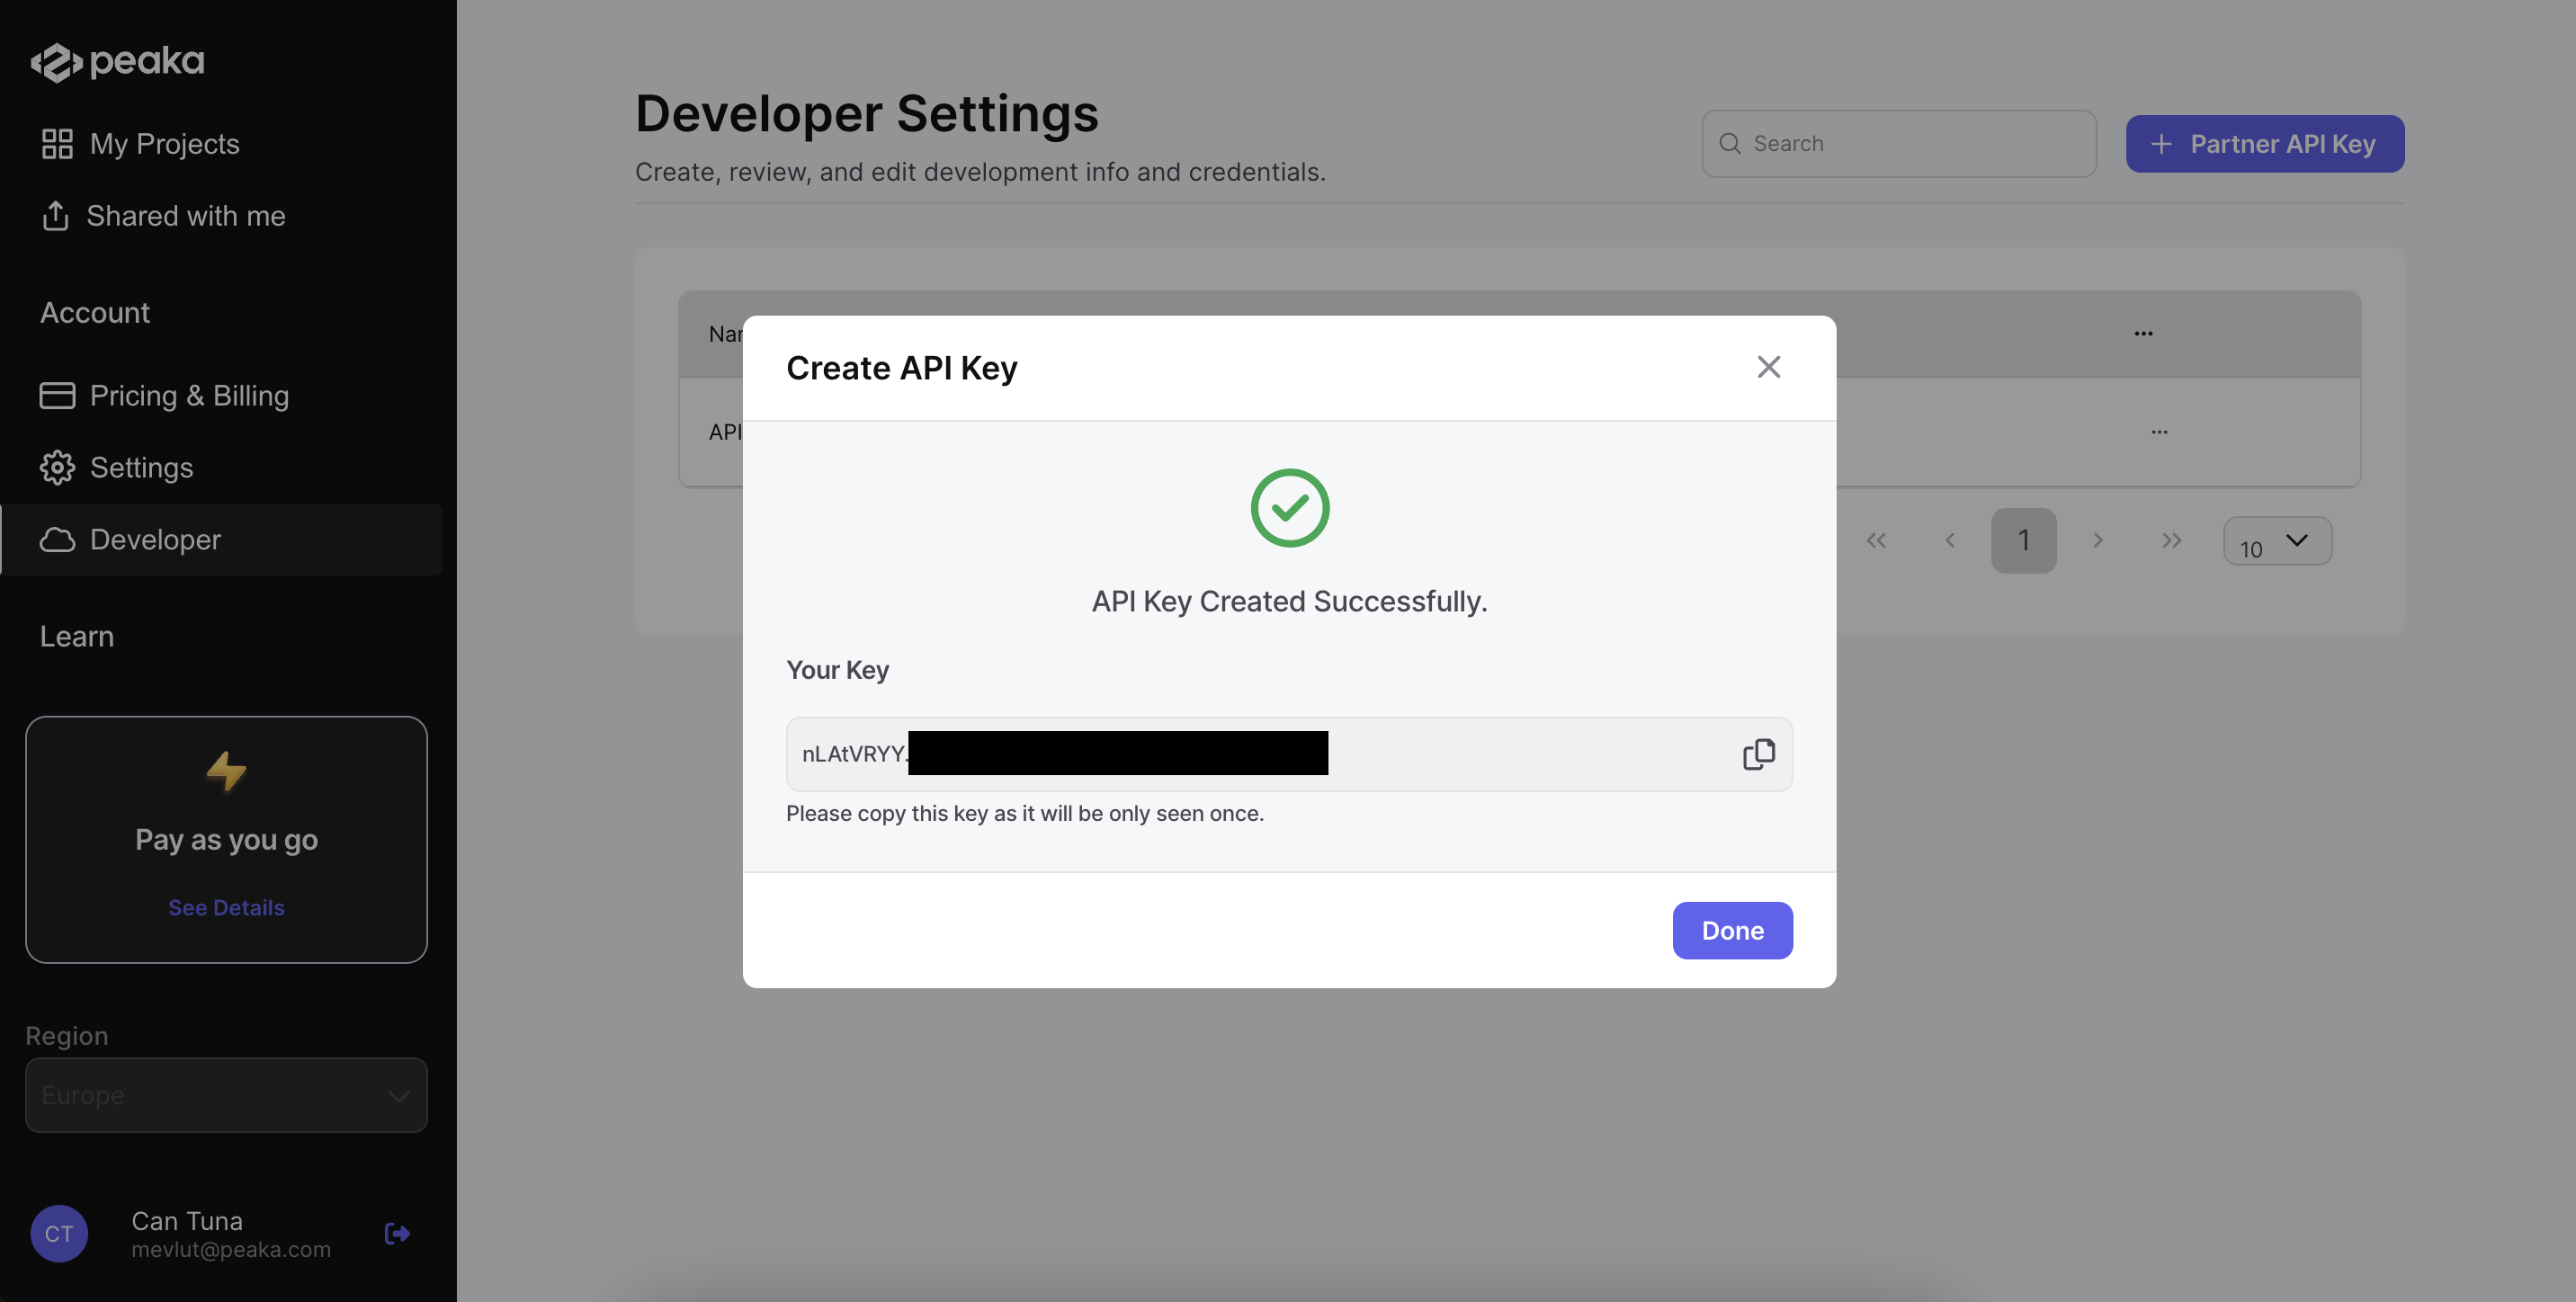 peaka
My Projects
Shared with me
Account
Pricing & Billing
Settings
Developer
Learn
Pay as you go
See Details
Region
Europe
CT
Can Tuna
mevlut@peaka.com
Developer Settings
Create, review, and edit development info and credentials.
Search
Partner API Key
API
1
10
Create API Key
API Key Created Successfully.
Your Key
nLAtVRYY.
Please copy this key as it will be only seen once.
Done